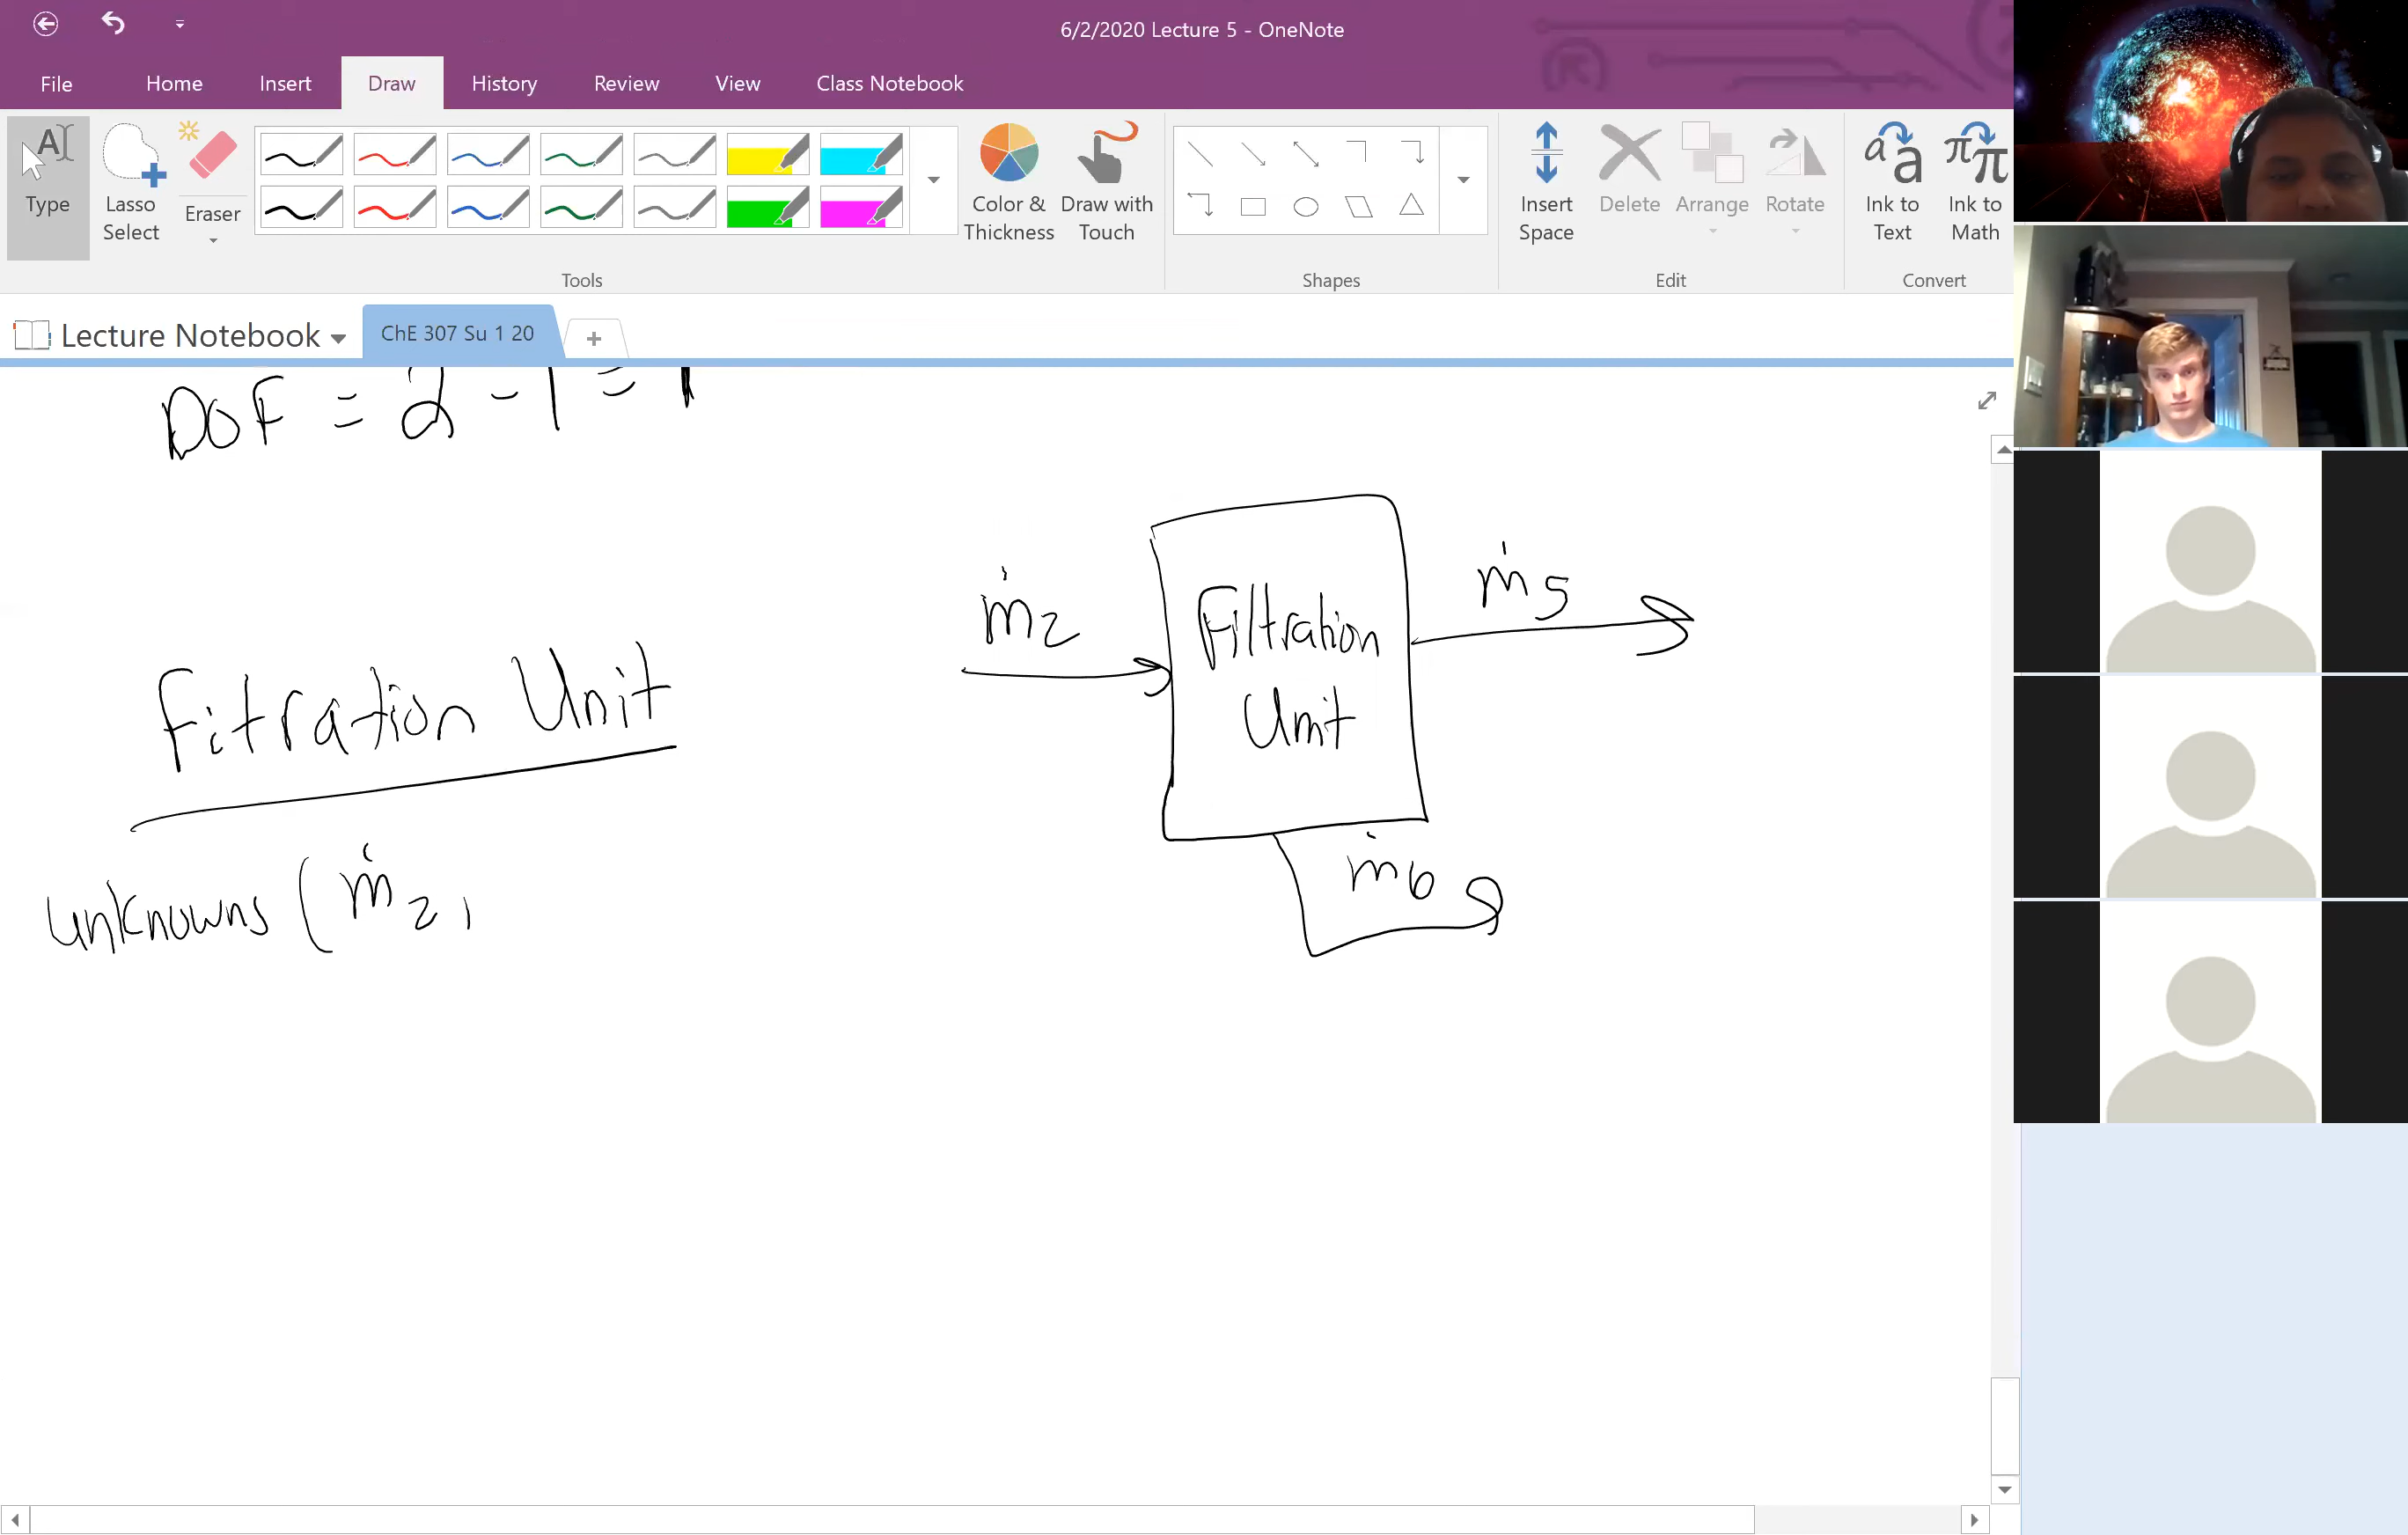 6/2/2020 Lecture 5 - OneNote
File Home Insert Draw History Review View Class Notebook
Type
Lasso Select
Eraser
Color & Thickness
Draw with Touch
Insert Space
Delete
Arrange
Rotate
Ink to Text
Ink to Math
Tools Shapes Edit Convert
Lecture Notebook ChE 307 Su 1 20
DOF = 2 - 1 = 1
ṁ2
Filtration
Unit
ṁ5
ṁ6
Fitration Unit
unknowns (ṁ2,